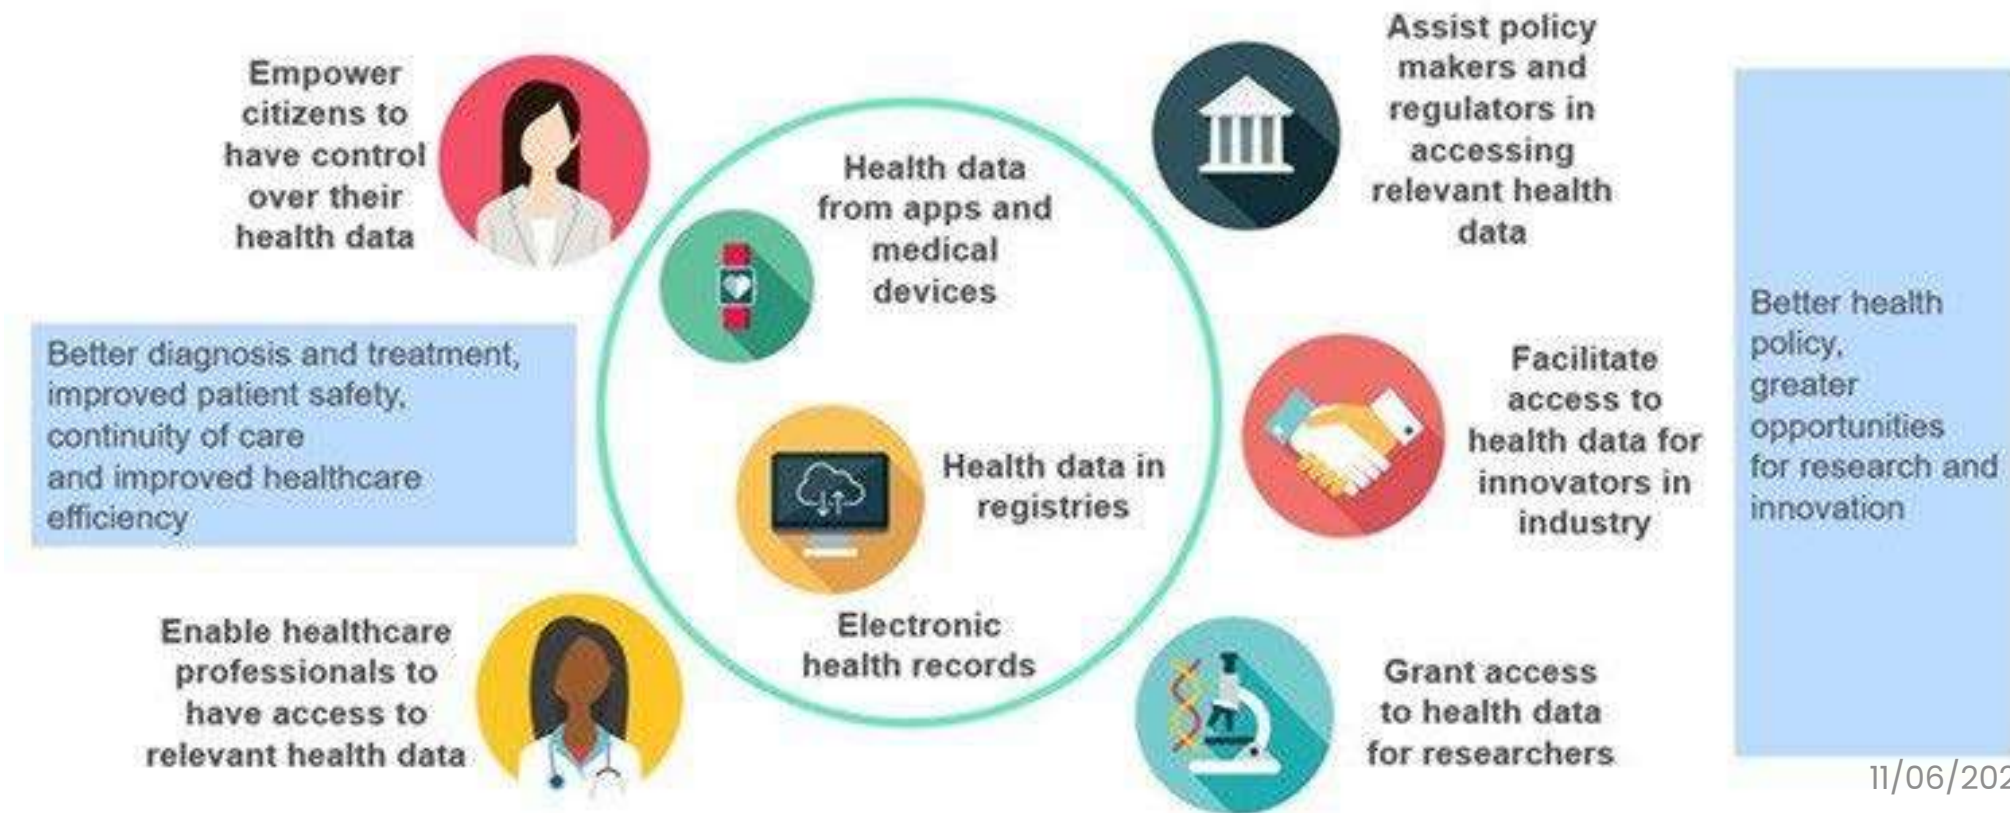 Empower
citizens to
have control
over their
health data
Better diagnosis and treatment,
improved patient safety,
continuity of care
and improved healthcare
efficiency
Enable healthcare
professionals to
have access to
relevant health data
Health data
from apps and
medical
devices
Health data in
registries
Electronic
health records
Assist policy
makers and
regulators in
accessing
relevant health
data
Facilitate
access to
health data for
innovators in
industry
Grant access
to health data
for researchers
Better health
policy,
greater
opportunities
for research and
innovation
11/06/202